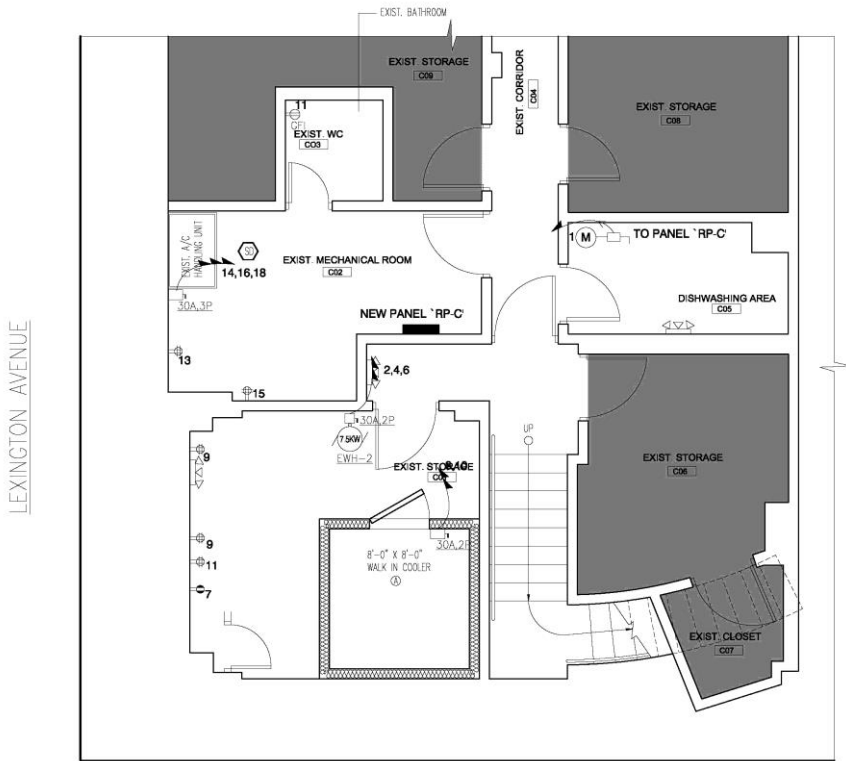 EXIST. BATHROOM
EXIST. STORAGE
C09
EXIST. CORRIDOR
C04
EXIST. STORAGE
C08
11
GFI
EXIST. WC
CO3
EXIST. A/C
HANDLING UNIT
SD
14,16,18
30A,3P
EXIST. MECHANICAL ROOM
C02
1
M
TO PANEL `RP-C'
DISHWASHING AREA
C05
NEW PANEL `RP-C'
13
15
2,4,6
30A,2P
7.5KW
EWH-2
LEXINGTON AVENUE
UP
9
EXIST. STORAGE
EXIST. STORAGE
C06
30A,2P
8'-0" X 8'-0"
WALK IN COOLER
A
9
11
7
EXIST. CLOSET
C07